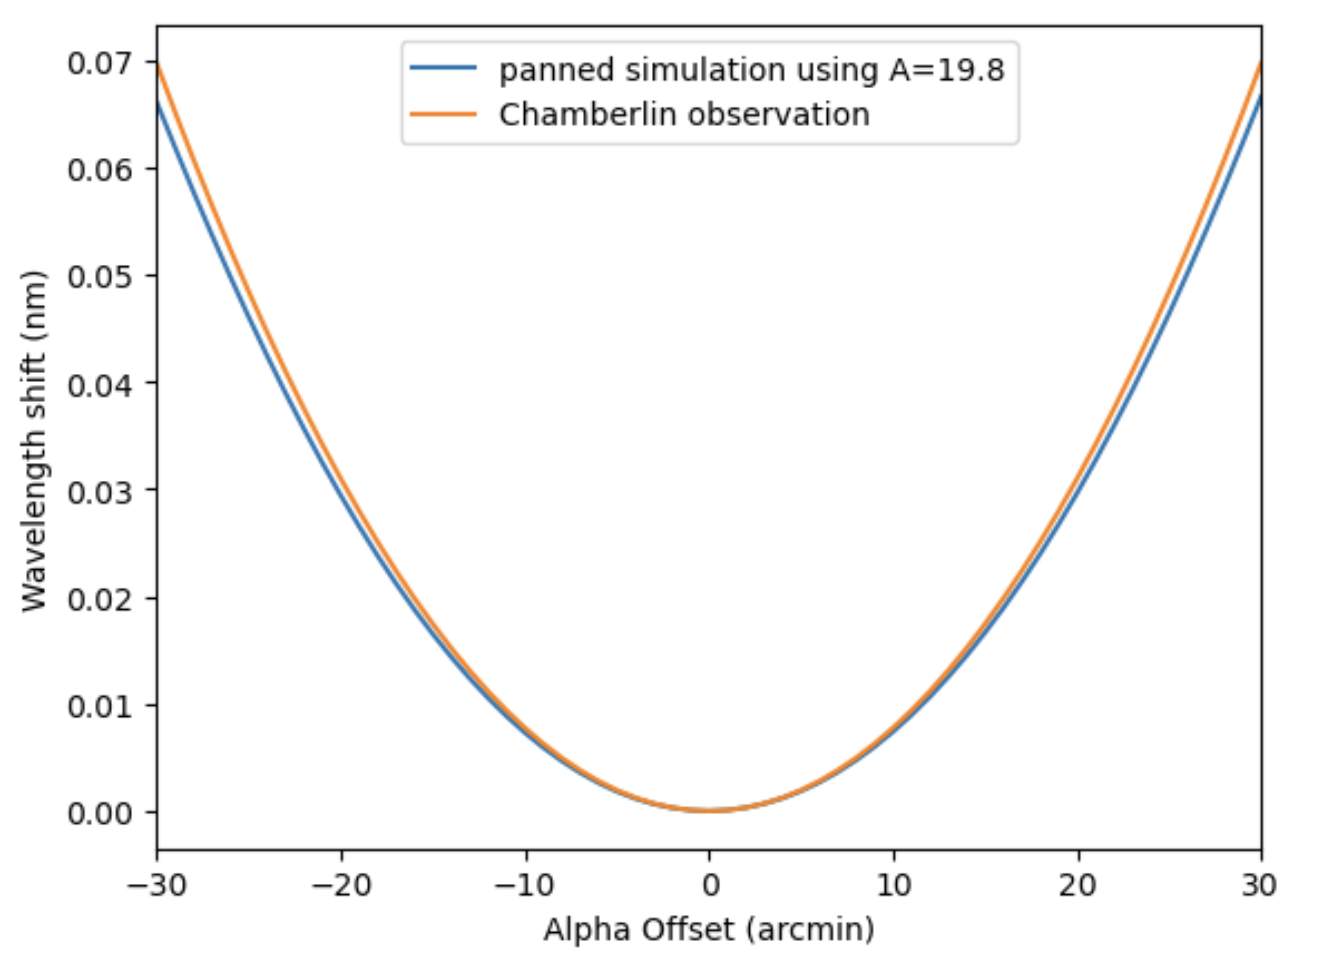 panned simulation using A=19.8
Chamberlin observation
0.07
0.06
0.05
0.04
0.03
0.02
0.01
0.00
Wavelength shift (nm)
−30 −20 −10 0 10 20 30
Alpha Offset (arcmin)